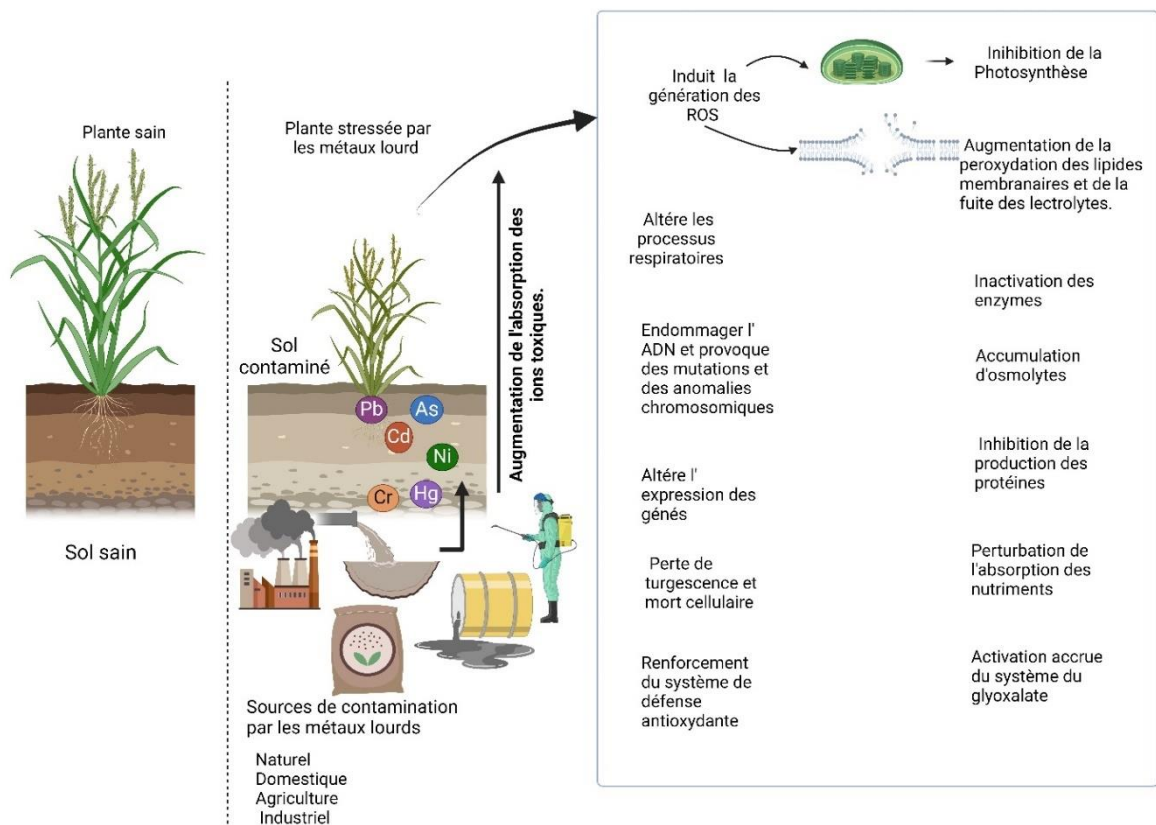 Plante sain
Sol sain
Plante stressée par
les métaux lourd
Sol
contaminé
Pb
As
Cd
Ni
Cr
Hg
Augmentation de l'absorption des
ions toxiques.
Sources de contamination
par les métaux lourds
Naturel
Domestique
Agriculture
Industriel
Induit la
génération des
ROS
Inihibition de la
Photosynthèse
Augmentation de la
peroxydation des lipides
membranaires et de la
fuite des lectrolytes.
Altére les
processus
respiratoires
Inactivation des
enzymes
Endommager l'
ADN et provoque
des mutations et
des anomalies
chromosomiques
Accumulation
d'osmolytes
Altére l'
expression des
génés
Inhibition de la
production des
protéines
Perte de
turgescence et
mort cellulaire
Perturbation de
l'absorption des
nutriments
Renforcement
du système de
défense
antioxydante
Activation accrue
du système du
glyoxalate